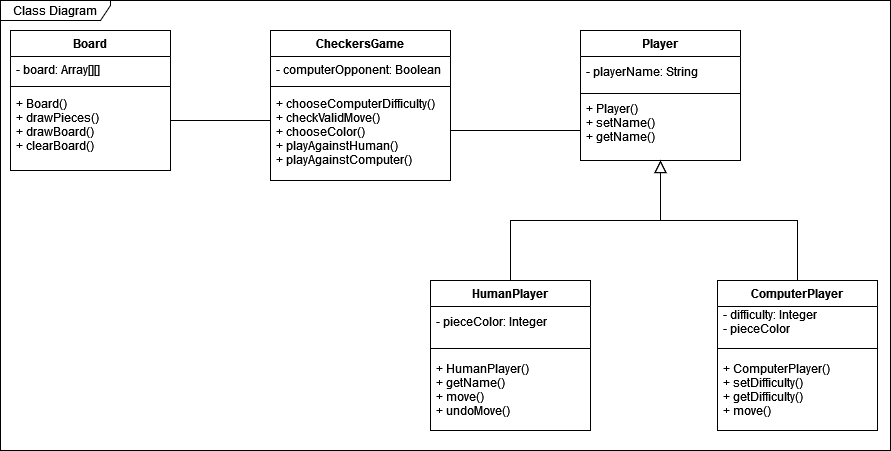 Class Diagram
Board
- board: Array[][]
+ Board()
+ drawPieces()
+ drawBoard()
+ clearBoard()
CheckersGame
- computerOpponent: Boolean
+ chooseComputerDifficulty()
+ checkValidMove()
+ chooseColor()
+ playAgainstHuman()
+ playAgainstComputer()
Player
- playerName: String
+ Player()
+ setName()
+ getName()
HumanPlayer
- pieceColor: Integer
+ HumanPlayer()
+ getName()
+ move()
+ undoMove()
ComputerPlayer
- difficulty: Integer
- pieceColor
+ ComputerPlayer()
+ setDifficulty()
+ getDifficulty()
+ move()